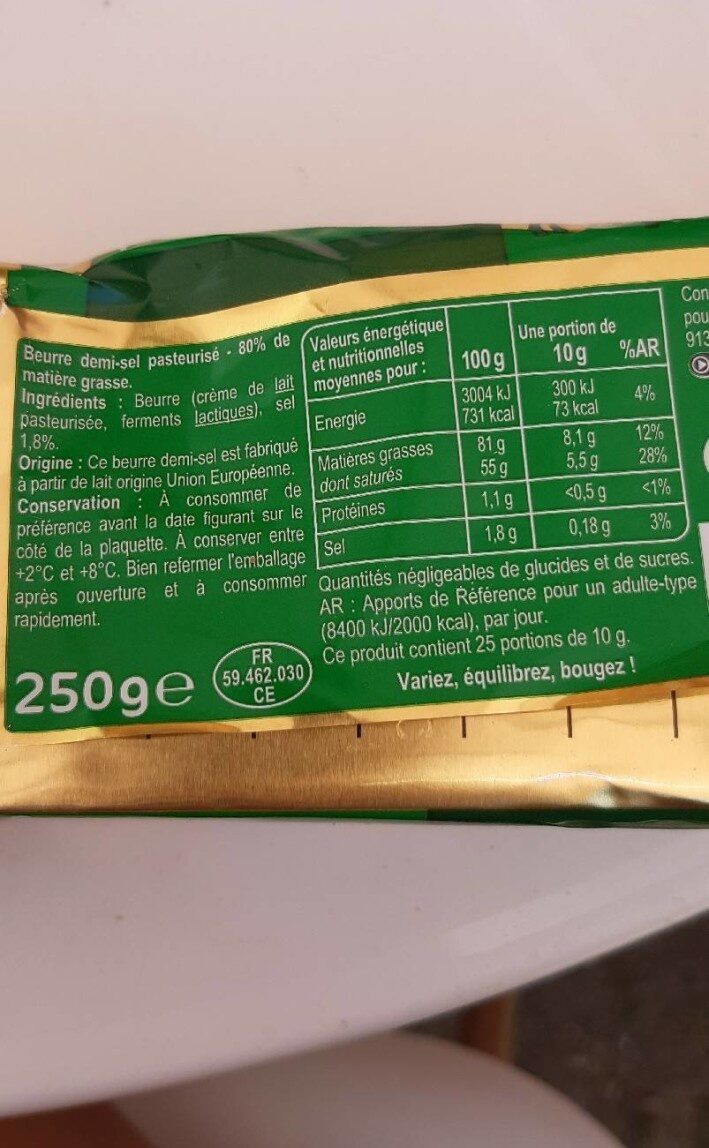 Beurre demi-sel pasteurisé - 80% de
matière grasse.
Ingrédients : Beurre (crème de lait
pasteurisée, ferments lactiques), sel
1,8%.
Origine : Ce beurre demi-sel est fabriqué
à partir de lait origine Union Européenne.
Conservation : À consommer de
préférence avant la date figurant sur le
côté de la plaquette. À conserver entre
+2°C et +8°C. Bien refermer l'emballage
après ouverture et à consommer
rapidement.
250g℮
FR
59.462.030
CE
Valeurs énergétique
et nutritionnelles
moyennes pour :
100 g
Une portion de
10 g %AR
Energie
3004 kJ 300 kJ 4%
731 kcal 73 kcal
Matières grasses 81 g 8,1 g 12%
dont saturés 55 g 5,5 g 28%
Protéines 1,1 g <0,5 g <1%
Sel 1,8 g 0,18 g 3%
Quantités négligeables de glucides et de sucres.
AR : Apports de Référence pour un adulte-type
(8400 kJ/2000 kcal), par jour.
Ce produit contient 25 portions de 10 g.
Variez, équilibrez, bougez !
Con
pou
913